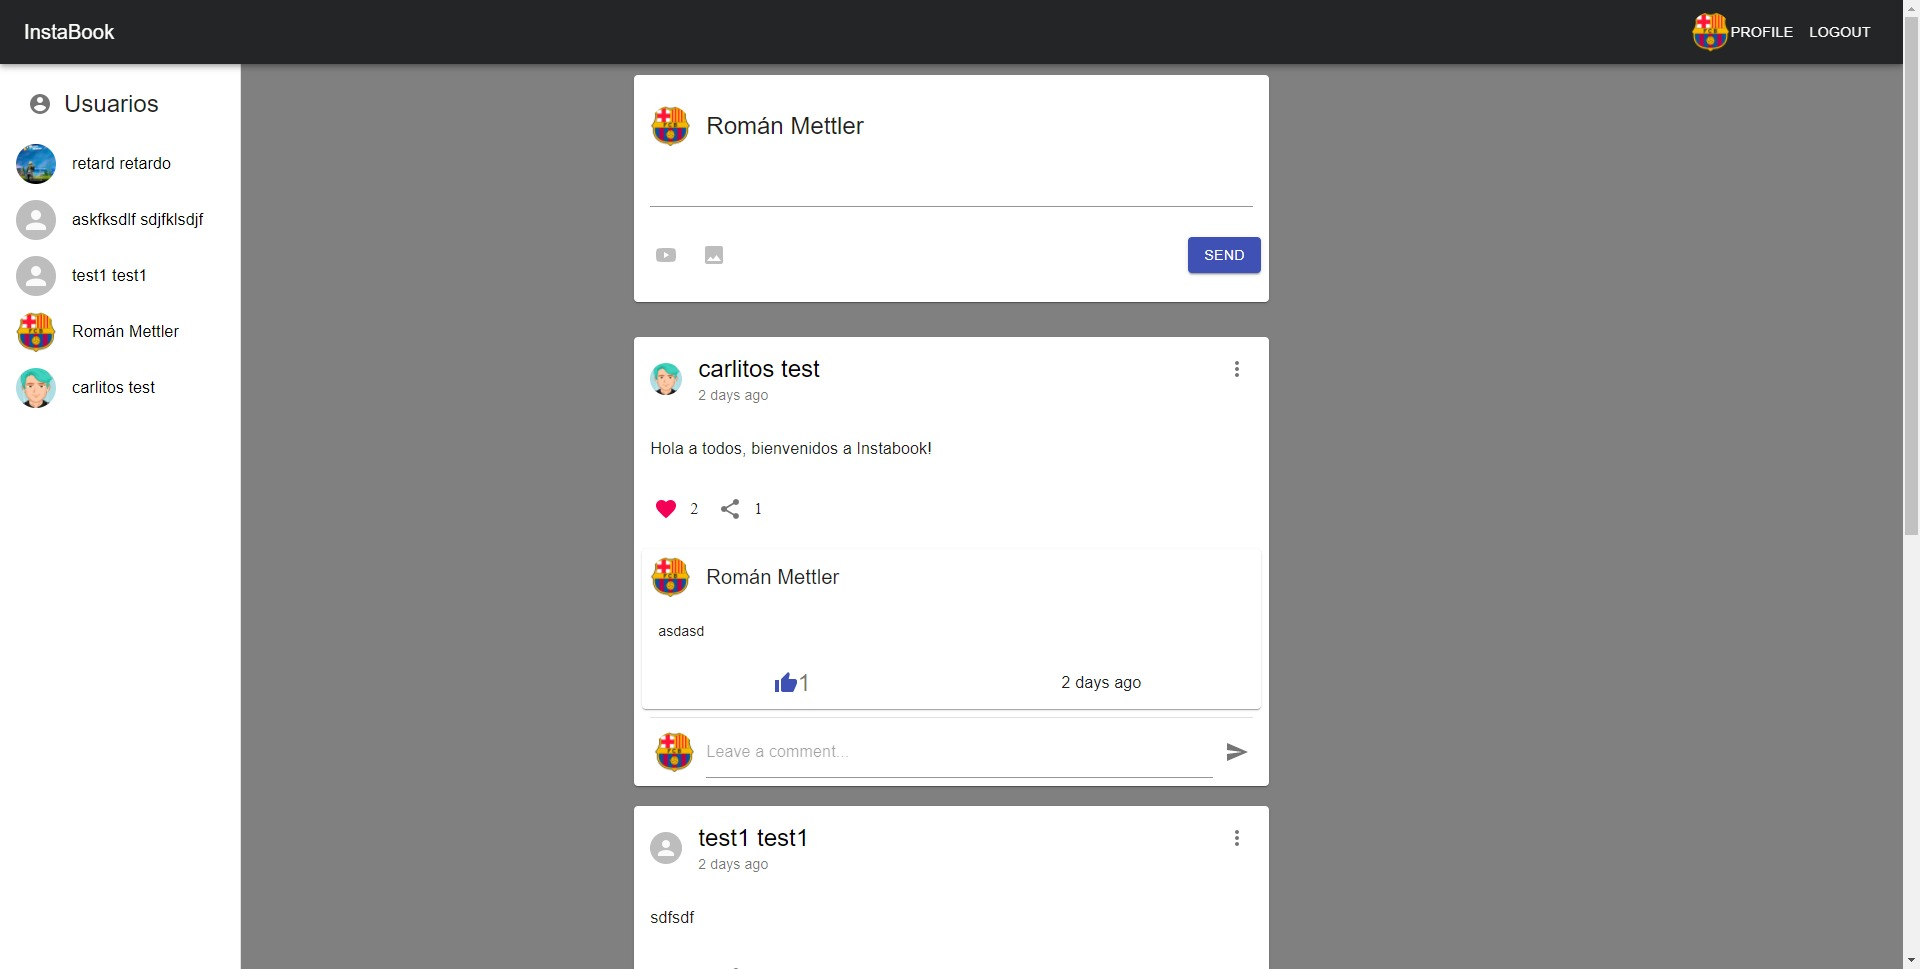 InstaBook
PROFILE
LOGOUT
Usuarios
retard retardo
askfksdlf sdjfklsdjf
test1 test1
Román Mettler
carlitos test
Román Mettler
SEND
carlitos test
2 days ago
Hola a todos, bienvenidos a Instabook!
2
1
Román Mettler
asdasd
1
2 days ago
Leave a comment...
test1 test1
2 days ago
sdfsdf